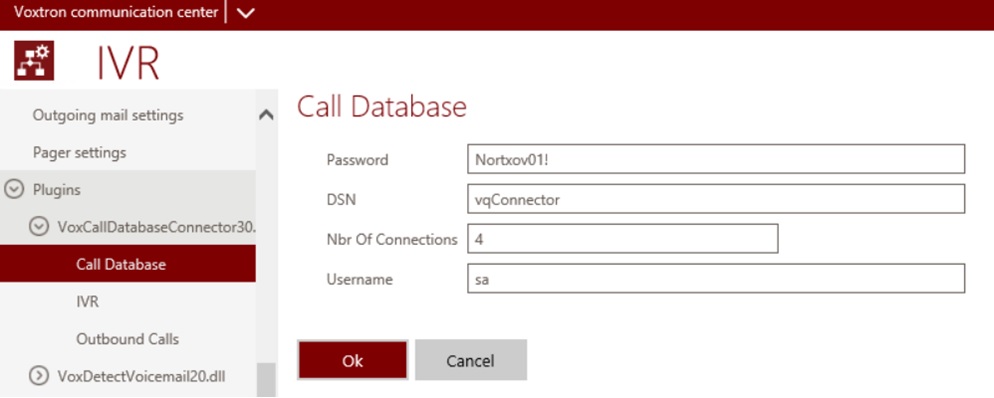 Voxtron communication center
IVR
Outgoing mail settings
Pager settings
Plugins
VoxCallDatabaseConnector30.
Call Database
IVR
Outbound Calls
VoxDetectVoicemail20.dll
Call Database
Password Nortxov01!
DSN vqConnector
Nbr Of Connections 4
Username sa
Ok Cancel